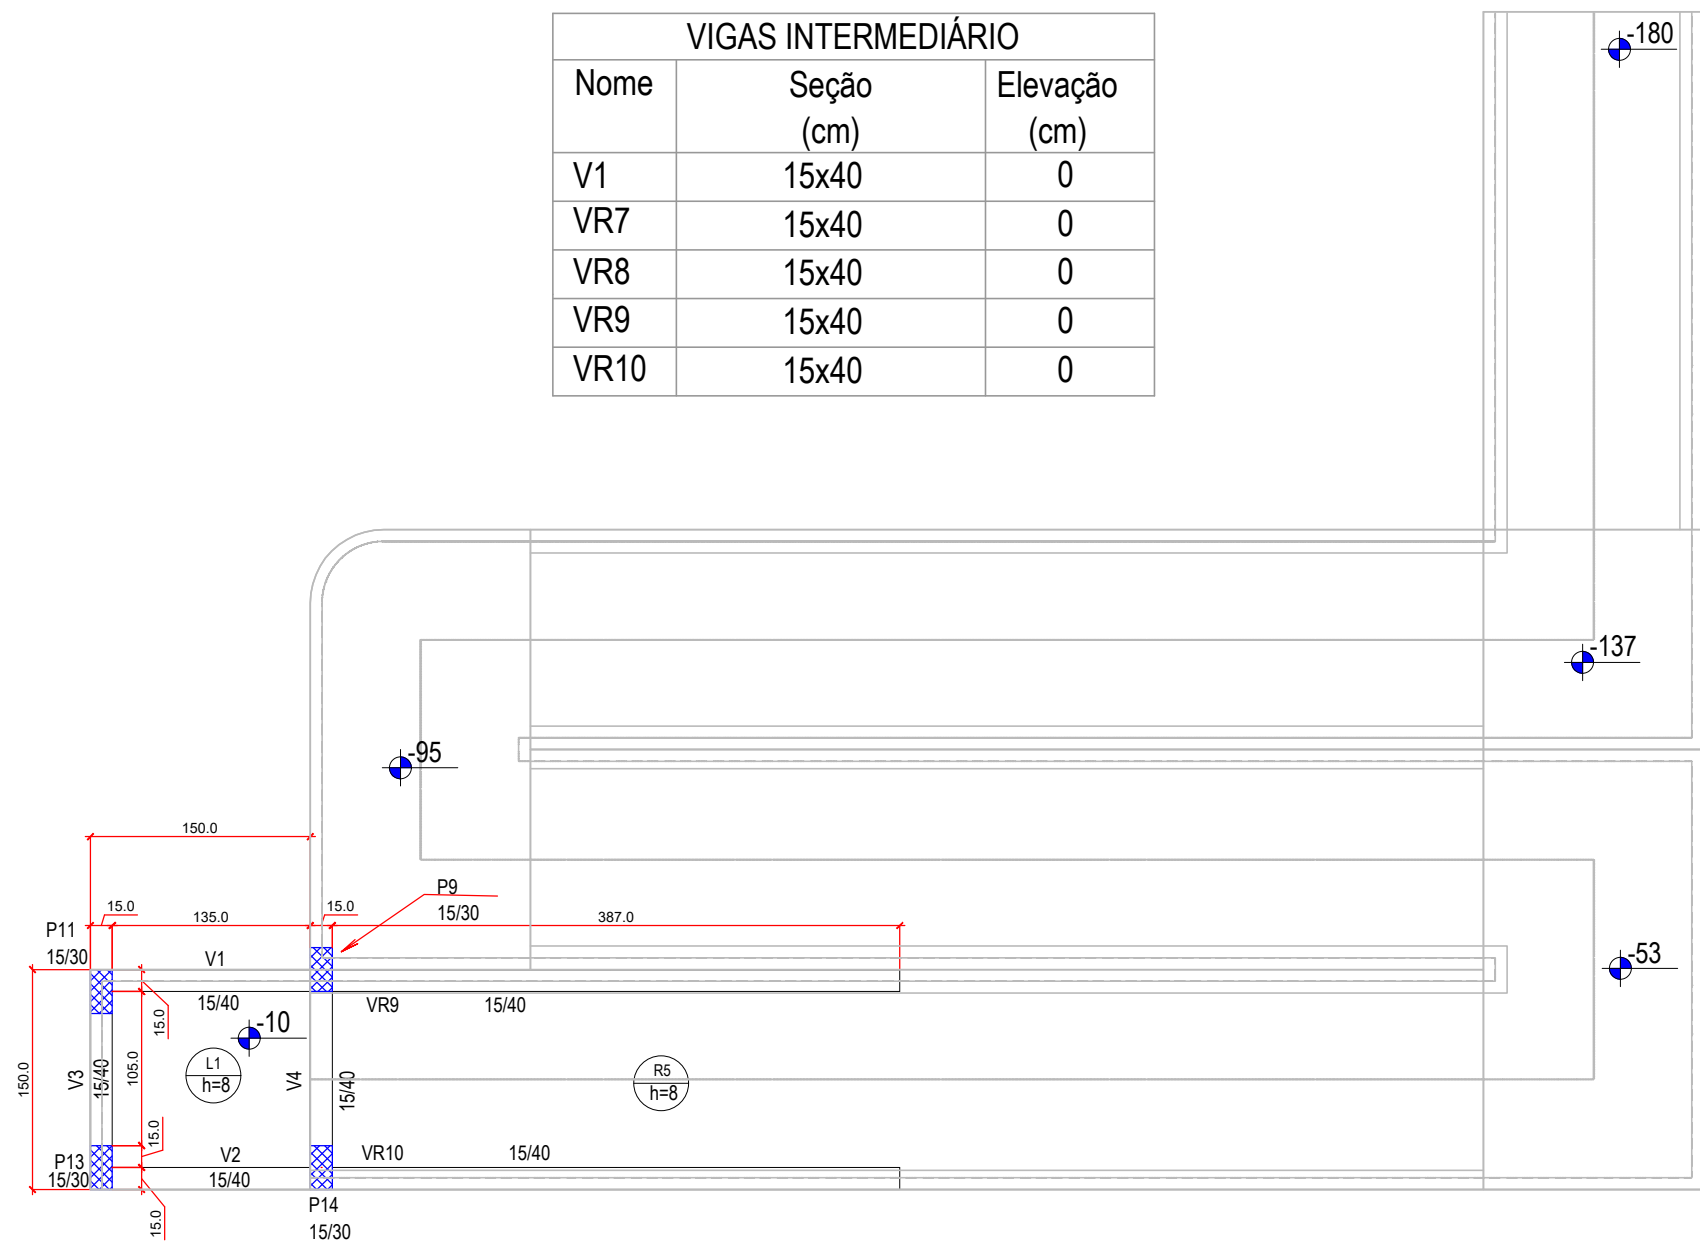 VIGAS INTERMEDIÁRIO
Nome Seção (cm) Elevação (cm)
V1 15x40 0
VR7 15x40 0
VR8 15x40 0
VR9 15x40 0
VR10 15x40 0
-180
-137
-95
150.0
P9
15/30
15.0 135.0 15.0 387.0
P11
15/30
V1
15/40
VR9 15/40
-53
-10
15.0
150.0
V3
15/40
105.0
L1
h=8
V4
15/40
R5
h=8
15.0
P13
15/30
V2
15/40
VR10 15/40
15.0
P14
15/30